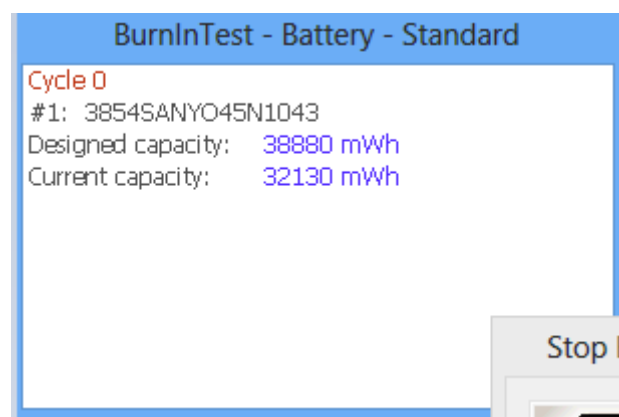 BurnInTest - Battery - Standard
Cycle 0
#1: 3854SANYO45N1043
Designed capacity: 38880 mWh
Current capacity: 32130 mWh
Stop